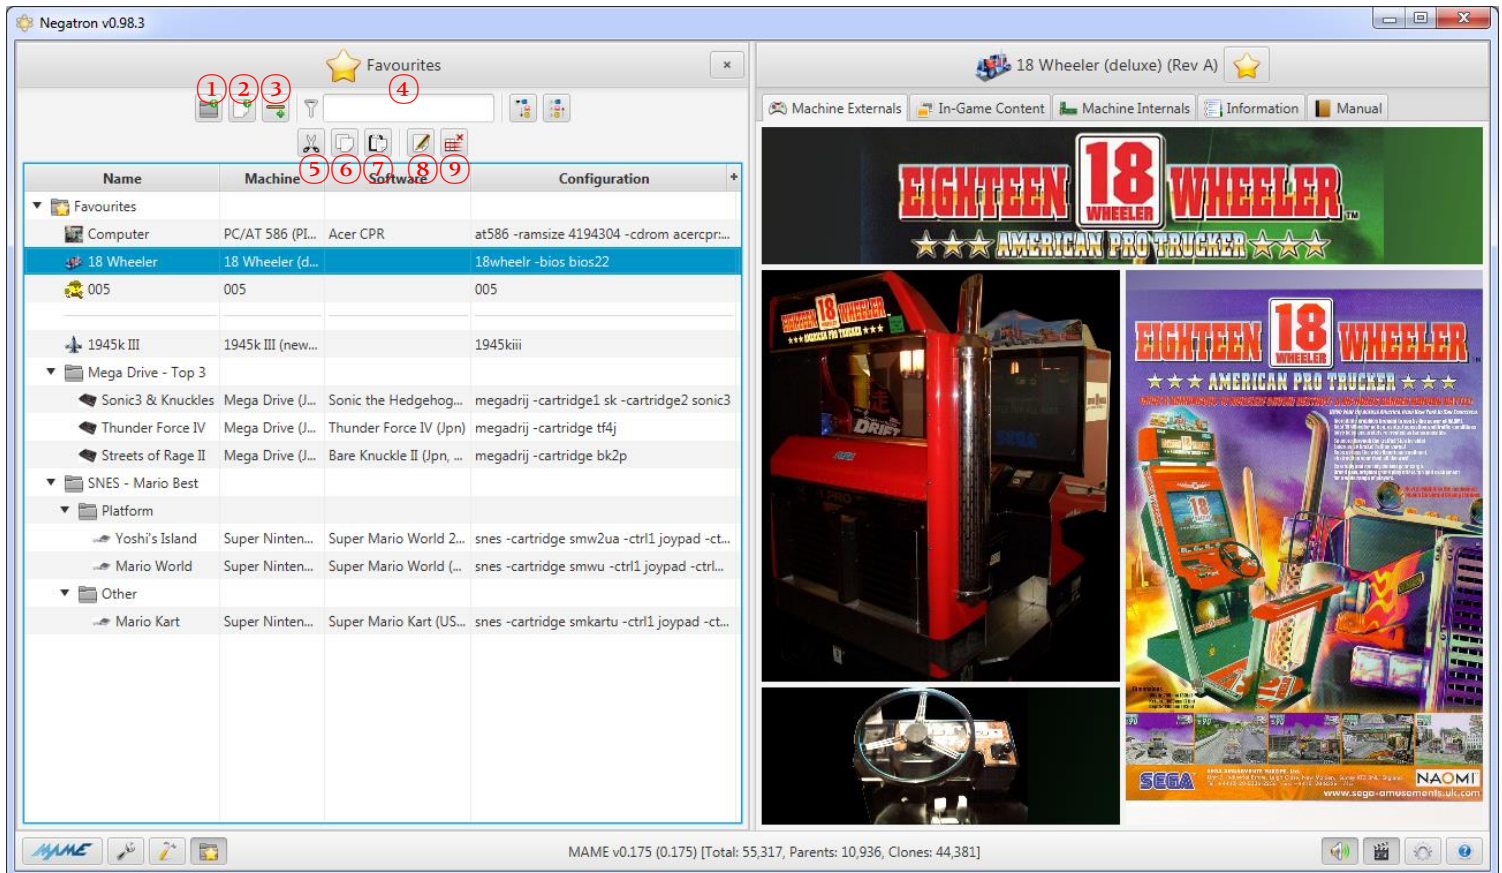 Negatron v0.98.3
Favourites
1 2 3 4
5 6 7 8 9
Name Machine Software Configuration +
Favourites
Computer PC/AT 586 (PI... Acer CPR at586 -ramsize 4194304 -cdrom acercpr:...
18 Wheeler 18 Wheeler (d... 18wheelr -bios bios22
005 005 005
1945k III 1945k III (new... 1945kiii
Mega Drive - Top 3
Sonic3 & Knuckles Mega Drive (J... Sonic the Hedgehog... megadrij -cartridge1 sk -cartridge2 sonic3
Thunder Force IV Mega Drive (J... Thunder Force IV (Jpn) megadrij -cartridge tf4j
Streets of Rage II Mega Drive (J... Bare Knuckle II (Jpn, ... megadrij -cartridge bk2p
SNES - Mario Best
Platform
Yoshi's Island Super Ninten... Super Mario World 2... snes -cartridge smw2ua -ctrl1 joypad -ct...
Mario World Super Ninten... Super Mario World (... snes -cartridge smwu -ctrl1 joypad -ctrl...
Other
Mario Kart Super Ninten... Super Mario Kart (US... snes -cartridge smkartu -ctrl1 joypad -ct...
18 Wheeler (deluxe) (Rev A)
Machine Externals In-Game Content Machine Internals Information Manual
EIGHTEEN 18 WHEELER WHEELER TM
AMERICAN PRO TRUCKER
18 WHEELER
DRIFT
SEGA
EIGHTEEN 18 WHEELER WHEELER
AMERICAN PRO TRUCKER
18
SEGA
NAOMI
www.sega-amusements.uk.com
MAME
MAME v0.175 (0.175) [Total: 55,317, Parents: 10,936, Clones: 44,381]